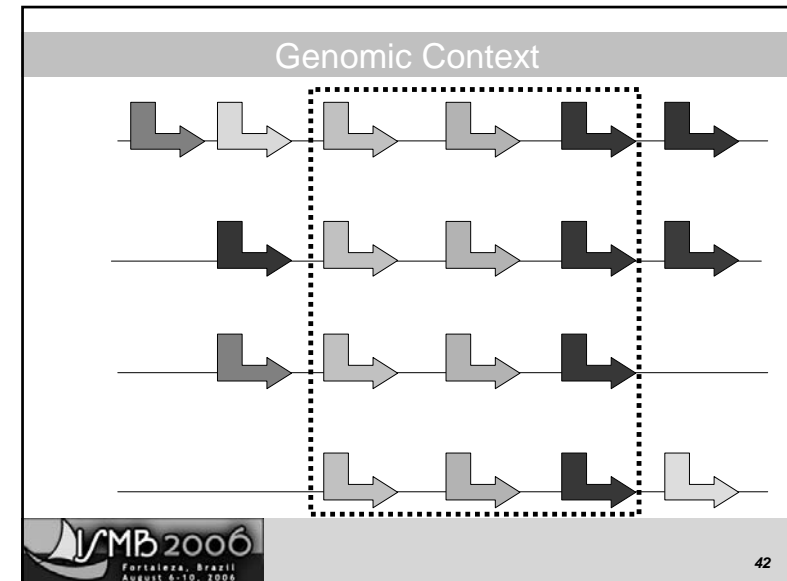 Genomic Context
ISMB 2006
Fortaleza, Brazil
August 6-10, 2006
42